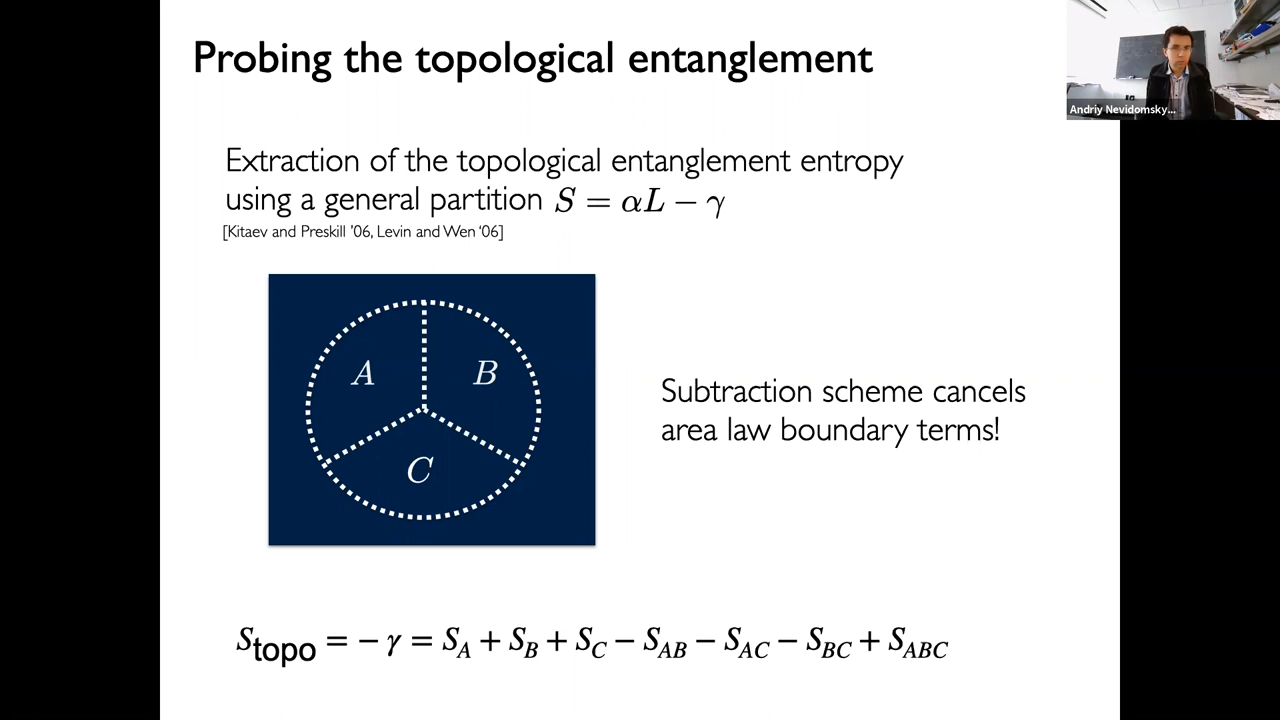 Probing the topological entanglement
Andriy Nevidomsky...
Extraction of the topological entanglement entropy
using a general partition S = αL − γ
[Kitaev and Preskill '06, Levin and Wen '06]
A B
C
Subtraction scheme cancels
area law boundary terms!
S_topo = − γ = S_A + S_B + S_C − S_AB − S_AC − S_BC + S_ABC